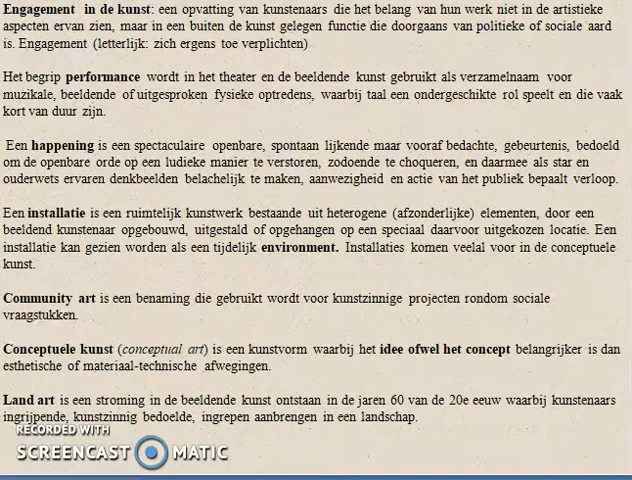 Engagement in de kunst: een opvatting van kunstenaars die het belang van hun werk niet in de artistieke
aspecten ervan zien, maar in een buiten de kunst gelegen functie die doorgaans van politieke of sociale aard
is. Engagement (letterlijk: zich ergens toe verplichten)
Het begrip performance wordt in het theater en de beeldende kunst gebruikt als verzamelnaam voor
muzikale, beeldende of uitgesproken fysieke optredens, waarbij taal een ondergeschikte rol speelt en die vaak
kort van duur zijn.
Een happening is een spectaculaire openbare, spontaan lijkende maar vooraf bedachte, gebeurtenis, bedoeld
om de openbare orde op een ludieke manier te verstoren, zodoende te choqueren, en daarmee als star en
ouderwets ervaren denkbeelden belachelijk te maken, aanwezigheid en actie van het publiek bepaalt verloop.
Een installatie is een ruimtelijk kunstwerk bestaande uit heterogene (afzonderlijke) elementen, door een
beeldend kunstenaar opgebouwd, uitgestald of opgehangen op een speciaal daarvoor uitgekozen locatie. Een
installatie kan gezien worden als een tijdelijk environment. Installaties komen veelal voor in de conceptuele
kunst.
Community art is een benaming die gebruikt wordt voor kunstzinnige projecten rondom sociale
vraagstukken.
Conceptuele kunst (conceptual art) is een kunstvorm waarbij het idee ofwel het concept belangrijker is dan
esthetische of materiaal-technische afwegingen.
Land art is een stroming in de beeldende kunst ontstaan in de jaren 60 van de 20e eeuw waarbij kunstenaars
ingrijpende, kunstzinnig bedoelde, ingrepen aanbrengen in een landschap.
RECORDED WITH
SCREENCAST MATIC